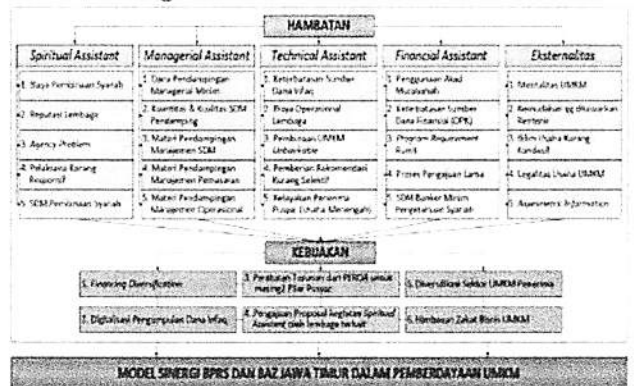 HAMBATAN
Spiritual Assistant
1. Biaya Pembinaan Syariah
2. Reputasi Lembaga
3. Agency Problem
4. Pelaksana Kurang
Responsif
5. SDM Pembinaan Syariah
Managerial Assistant
1. Dana Pendampingan
Managerial Minim
2. Kuantitas & Kualitas SDM
Pendamping
3. Materi Pendampingan
Manajemen SDM
4. Materi Pendampingan
Manajemen Pemasaran
5. Materi Pendampingan
Manajemen Operasional
Technical Assistant
1. Keterbatasan Sumber
Dana Infaq
2. Biaya Operasional
Lembaga
3. Pembinaan UMKM
Unbankable
4. Pemberian Rekomendasi
Kurang Selektif
5. Kelayakan Penerima
Puspa (Usaha Menengah)
Financial Assistant
1. Penggunaan Akad
Murabahah
2. Keterbatasan Sumber
Dana Finansial (DPK)
3. Program Requirement
Rumit
4. Proses Pengajuan Lama
5. SDM Banker Minim
Pengetahuan Syariah
Eksternalitas
1. Mentalitas UMKM
2. Kemudahan yg ditawarkan
Rentenir
3. Iklim Usaha Kurang
Kondusif
4. Legalitas Usaha UMKM
5. Asymmetric Information
KEBIJAKAN
1. Financing Diversification
3. Peraturan Turunan dari PERDA untuk
masing2 Pilar Puspa
5. Diversifikasi Sektor UMKM Penerima
2. Digitalisasi Pengumpulan Dana Infaq
4. Pengajuan Proposal Kegiatan Spiritual
Assistant oleh lembaga terkait
6. Himbauan Zakat Bisnis UMKM
MODEL SINERGI BPRS DAN BAZ JAWA TIMUR DALAM PEMBERDAYAAN UMKM